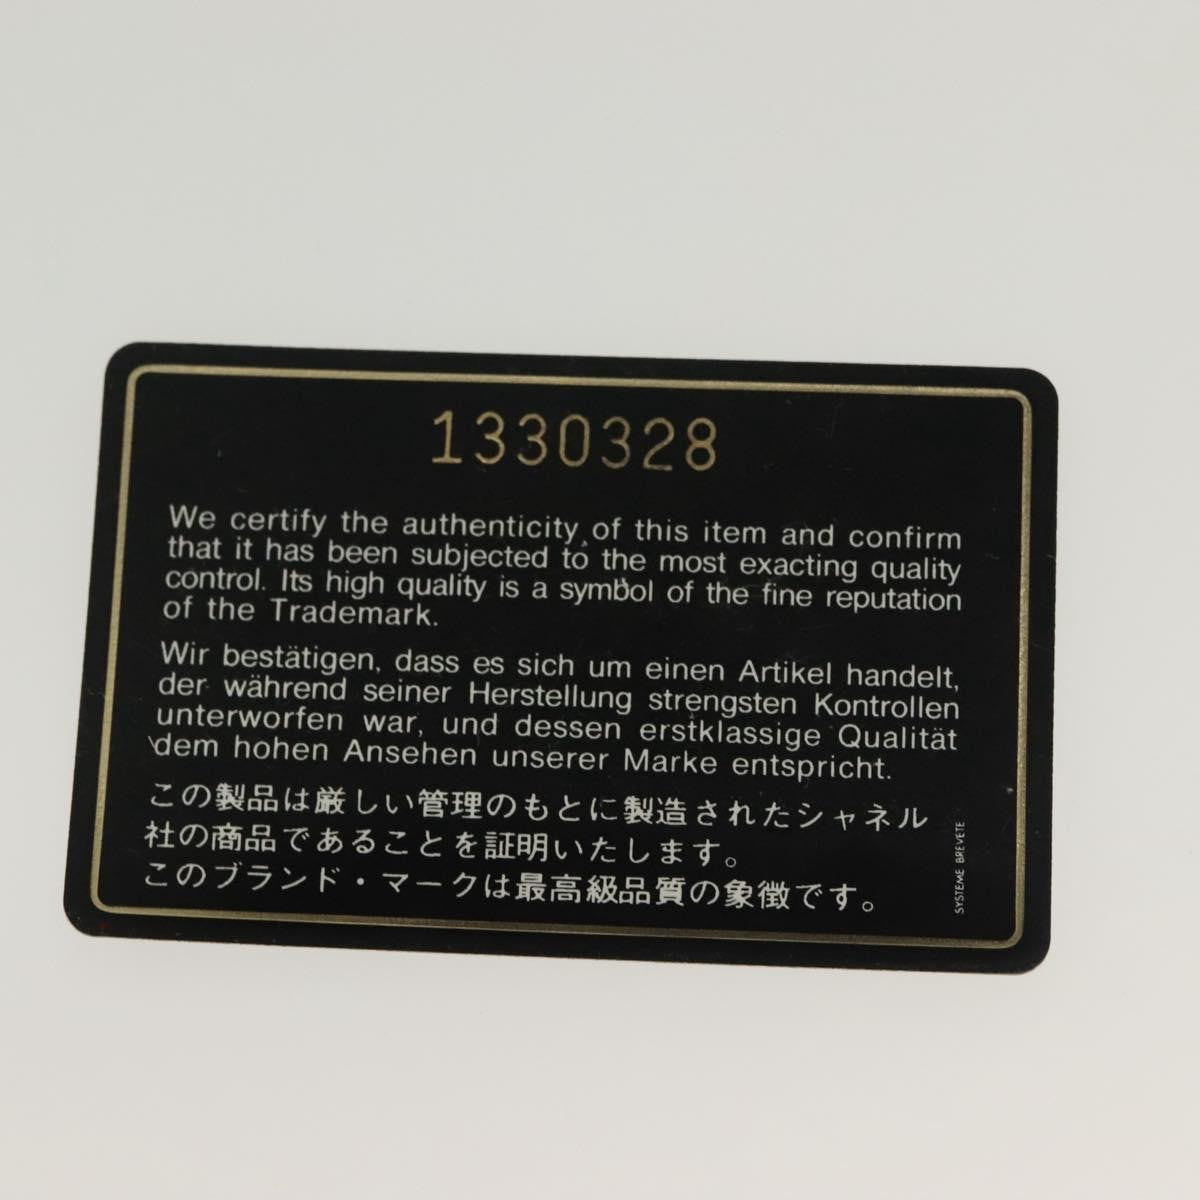 1330328
We certify the authenticity of this item and confirm
that it has been subjected to the most exacting quality
control. Its high quality is a symbol of the fine reputation
of the Trademark.
Wir bestätigen, dass es sich um einen Artikel handelt,
der während seiner Herstellung strengsten Kontrollen
unterworfen war, und dessen erstklassige Qualität
dem hohen Ansehen unserer Marke entspricht.
この製品は厳しい管理のもとに製造されたシャネル
社の商品であることを証明いたします。
このブランド・マークは最高級品質の象徴です。
SYSTEME BREVETE